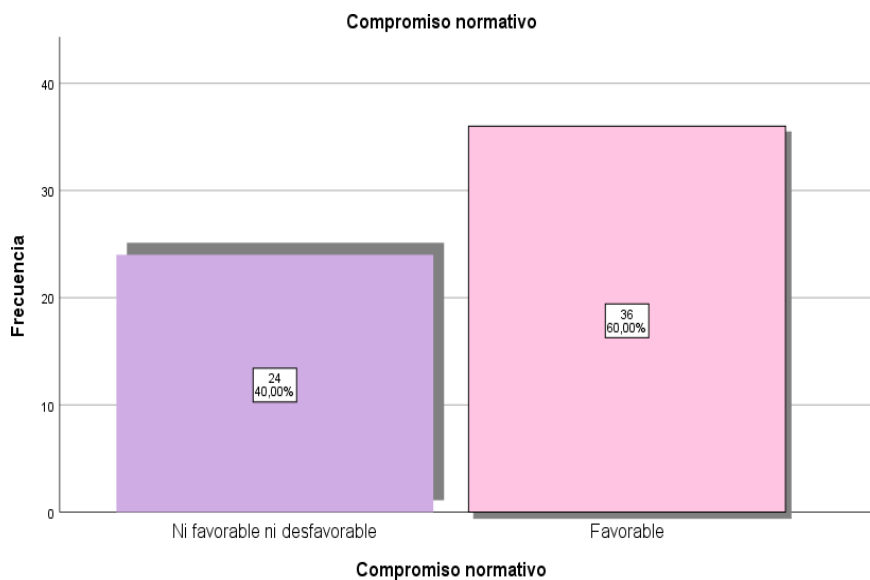 Compromiso normativo
Frecuencia
40
30
20
10
0
24
40,00%
36
60,00%
Ni favorable ni desfavorable
Favorable
Compromiso normativo